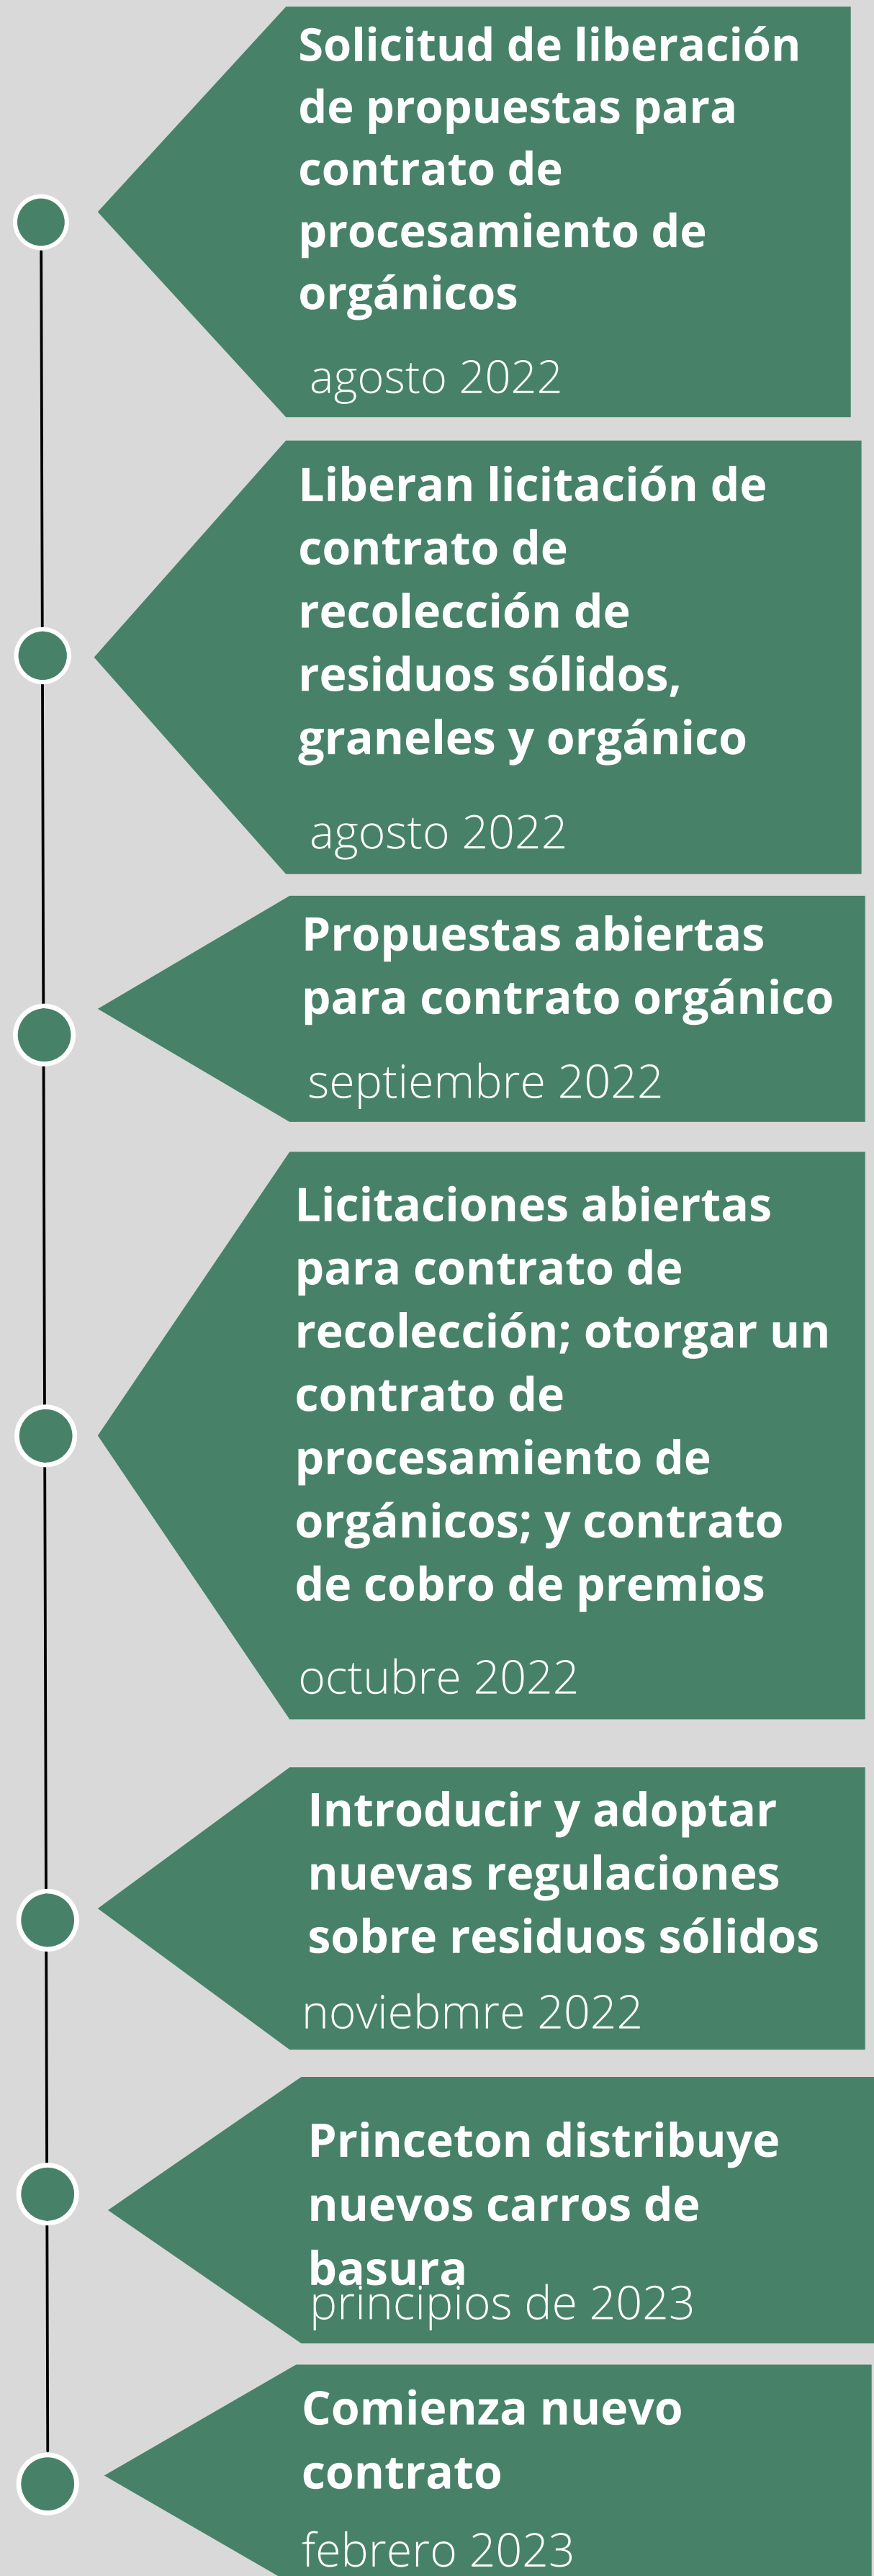 Solicitud de liberación
de propuestas para
contrato de
procesamiento de
orgánicos
agosto 2022
Liberan licitación de
contrato de
recolección de
residuos sólidos,
graneles y orgánico
agosto 2022
Propuestas abiertas
para contrato orgánico
septiembre 2022
Licitaciones abiertas
para contrato de
recolección; otorgar un
contrato de
procesamiento de
orgánicos; y contrato
de cobro de premios
octubre 2022
Introducir y adoptar
nuevas regulaciones
sobre residuos sólidos
noviebmre 2022
Princeton distribuye
nuevos carros de
basura
principios de 2023
Comienza nuevo
contrato
febrero 2023